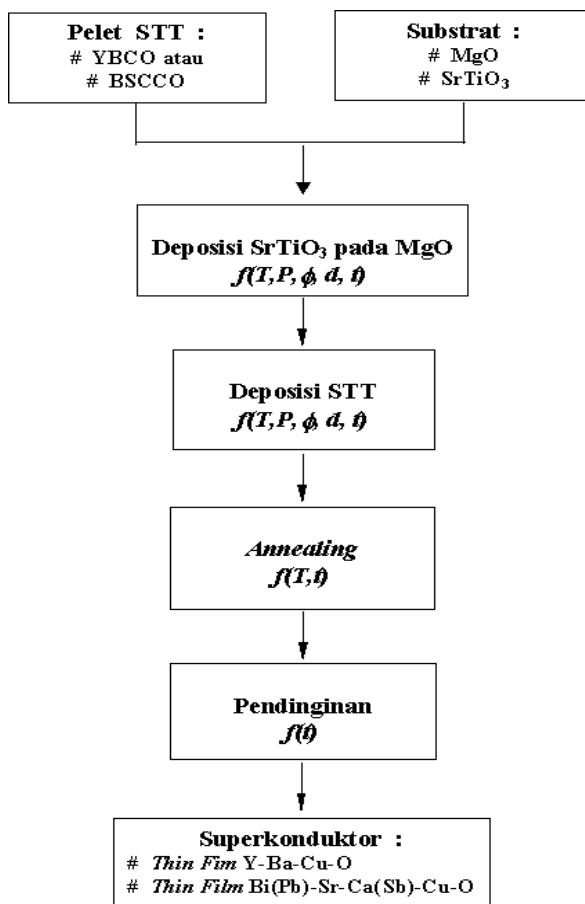 Pelet STT :
# YBCO atau
# BSCCO
Substrat :
# MgO
# SrTiO₃
Deposisi SrTiO₃ pada MgO
f(T,P, ϕ, d, t)
Deposisi STT
f(T,P, ϕ, d, t)
Annealing
f(T,t)
Pendinginan
f(t)
Superkonduktor :
# Thin Fim Y-Ba-Cu-O
# Thin Film Bi(Pb)-Sr-Ca(Sb)-Cu-O